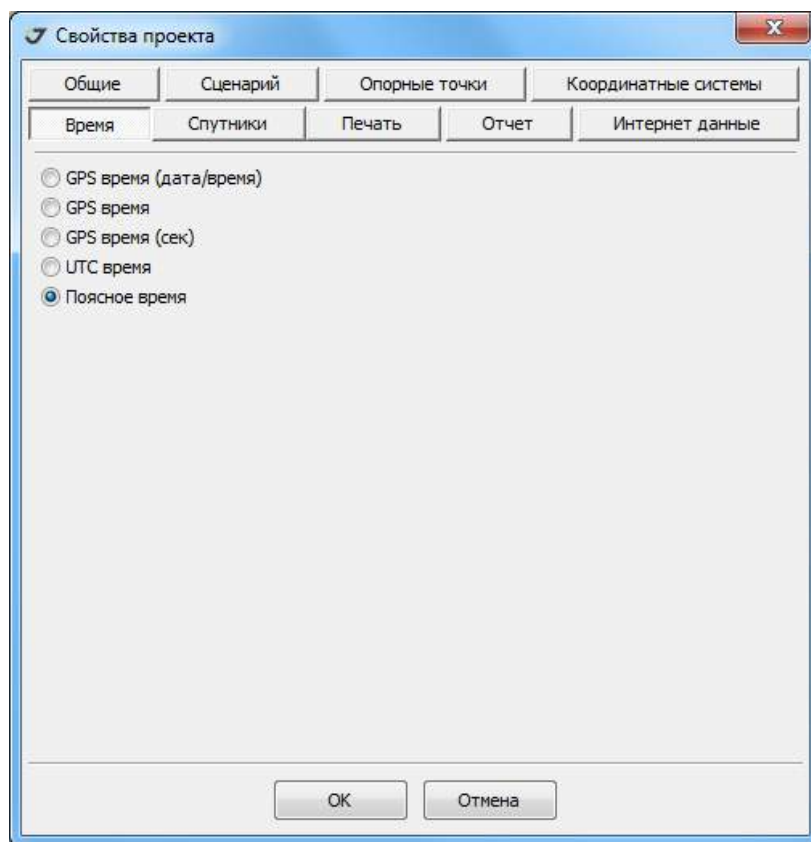 Свойства проекта
Общие Сценарий Опорные точки Координатные системы
Время Спутники Печать Отчет Интернет данные
GPS время (дата/время)
GPS время
GPS время (сек)
UTC время
Поясное время
OK Отмена